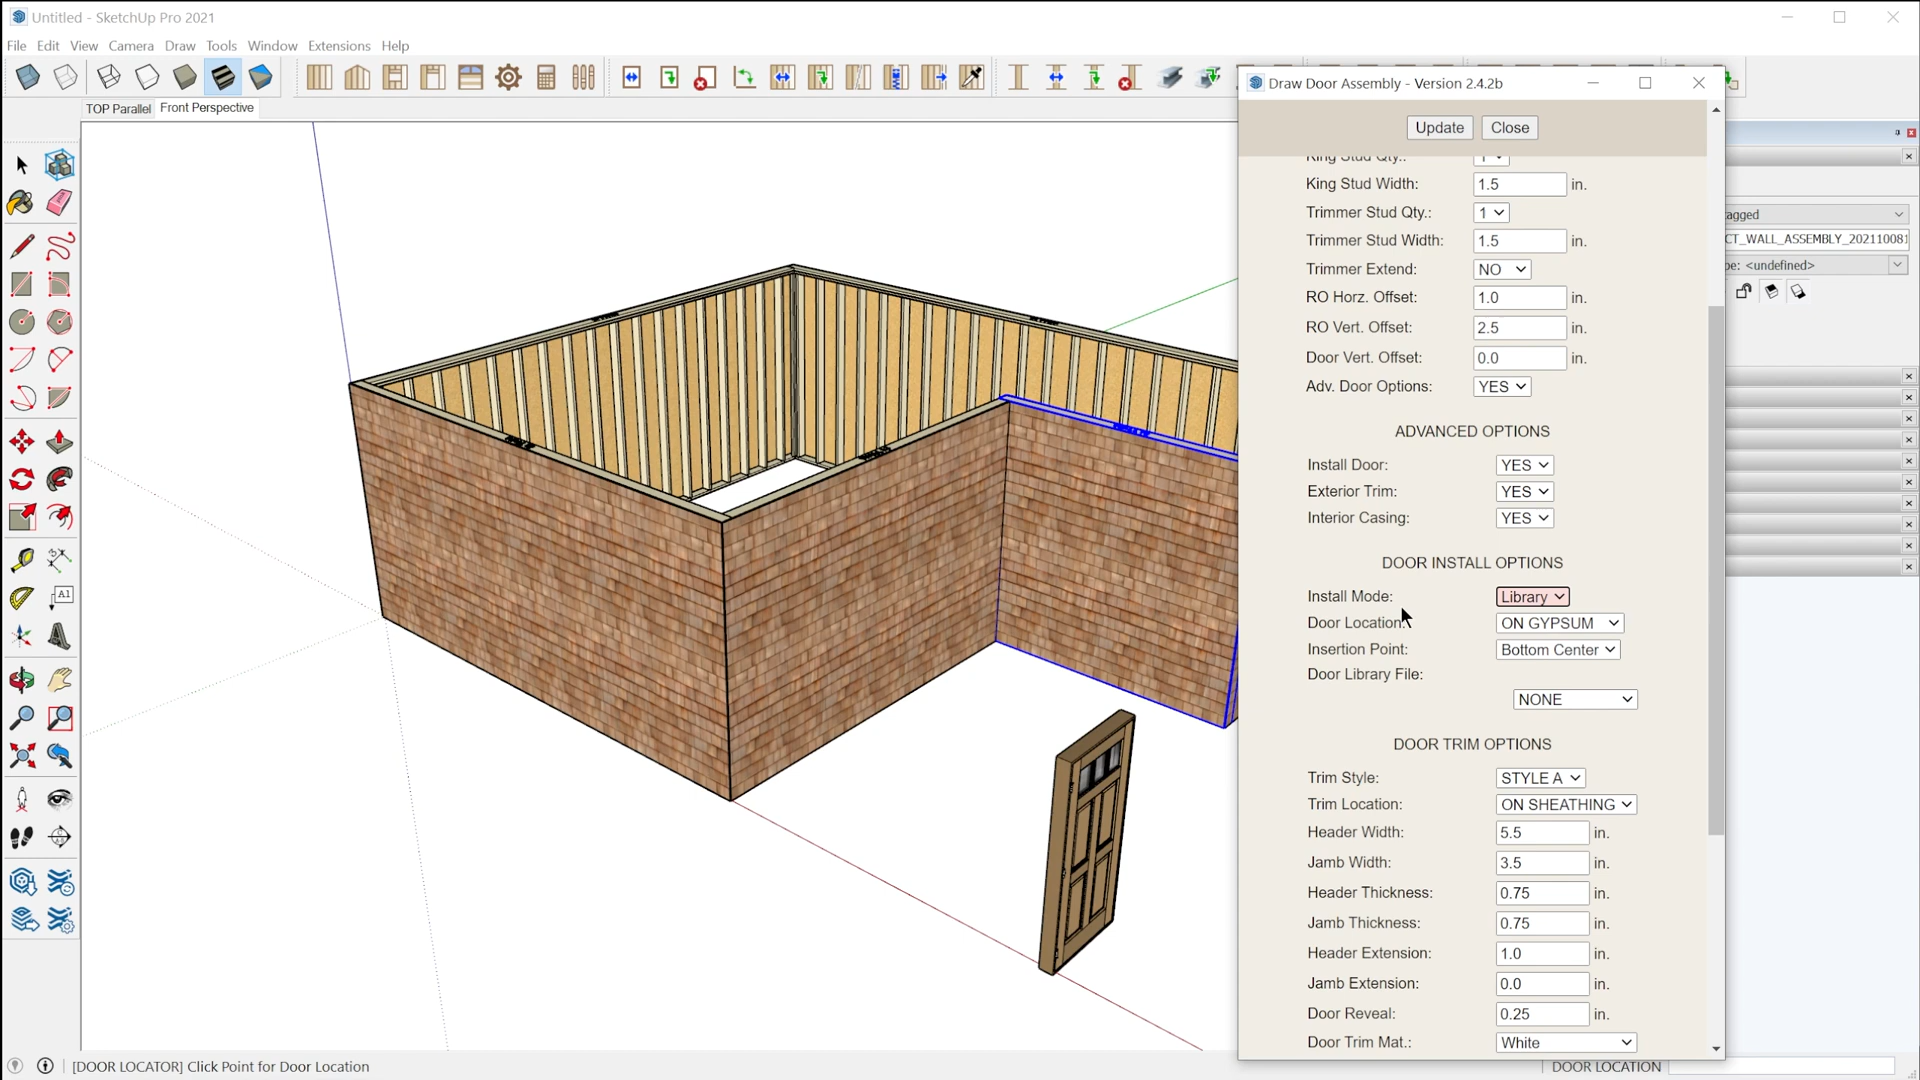 Untitled - SketchUp Pro 2021
File Edit View Camera Draw Tools Window Extensions Help
TOP Parallel Front Perspective
Draw Door Assembly - Version 2.4.2b
Update Close
King Stud Qty.: 1
King Stud Width: 1.5 in.
Trimmer Stud Qty.: 1
Trimmer Stud Width: 1.5 in.
Trimmer Extend: NO
RO Horz. Offset: 1.0 in.
RO Vert. Offset: 2.5 in.
Door Vert. Offset: 0.0 in.
Adv. Door Options: YES
ADVANCED OPTIONS
Install Door: YES
Exterior Trim: YES
Interior Casing: YES
DOOR INSTALL OPTIONS
Install Mode: Library
Door Location: ON GYPSUM
Insertion Point: Bottom Center
Door Library File:
NONE
DOOR TRIM OPTIONS
Trim Style: STYLE A
Trim Location: ON SHEATHING
Header Width: 5.5 in.
Jamb Width: 3.5 in.
Header Thickness: 0.75 in.
Jamb Thickness: 0.75 in.
Header Extension: 1.0 in.
Jamb Extension: 0.0 in.
Door Reveal: 0.25 in.
Door Trim Mat.: White
agged
CT_WALL_ASSEMBLY_202110081
pe: <undefined>
A1
[DOOR LOCATOR] Click Point for Door Location
DOOR LOCATION